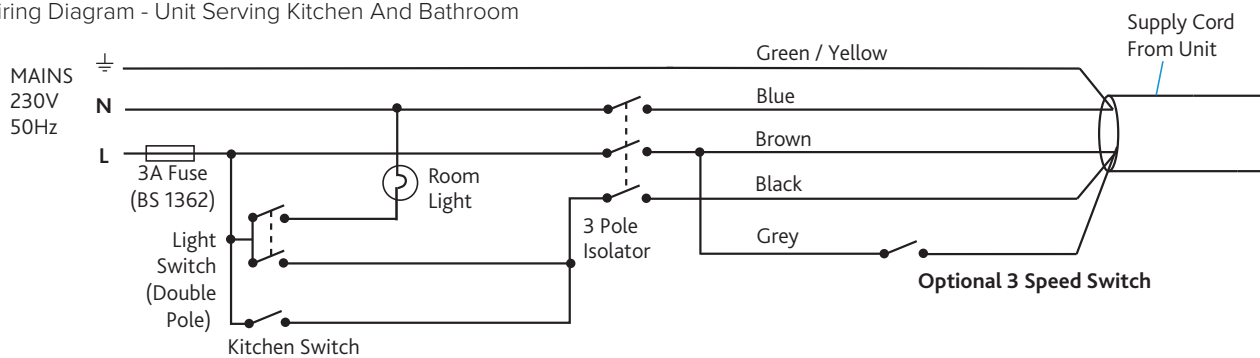 iring Diagram - Unit Serving Kitchen And Bathroom
Supply Cord
From Unit
Green / Yellow
MAINS
230V
50Hz
N
Blue
L
Brown
3A Fuse
(BS 1362)
Room
Light
Black
3 Pole
Isolator
Grey
Light
Switch
(Double
Pole)
Optional 3 Speed Switch
Kitchen Switch